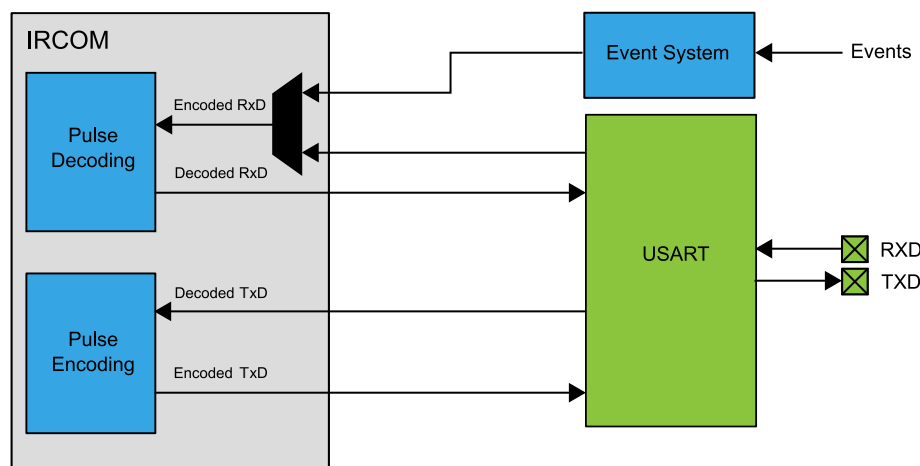 IRCOM
Event System
Events
Encoded RxD
Pulse
Decoding
Decoded RxD
USART
RXD
TXD
Decoded TxD
Pulse
Encoding
Encoded TxD